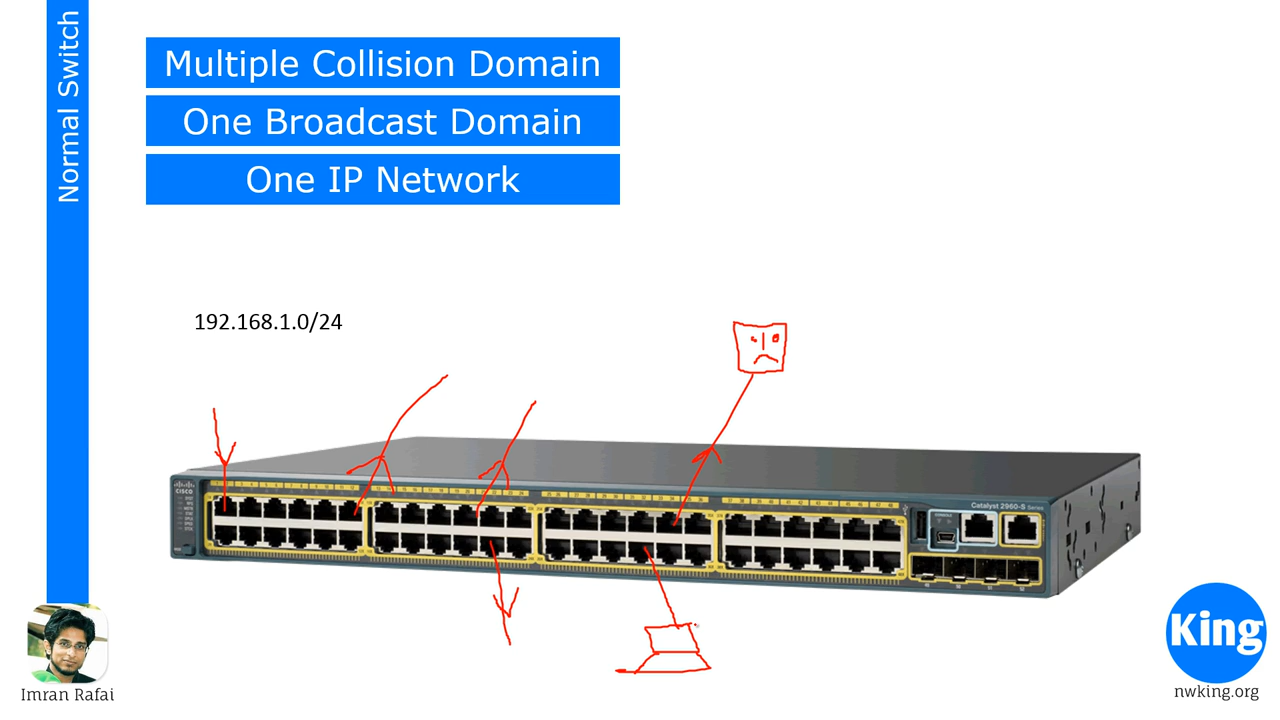 Normal Switch
Multiple Collision Domain
One Broadcast Domain
One IP Network
192.168.1.0/24
CISCO
Catalyst 2960-S Series
King
Imran Rafai
nwking.org